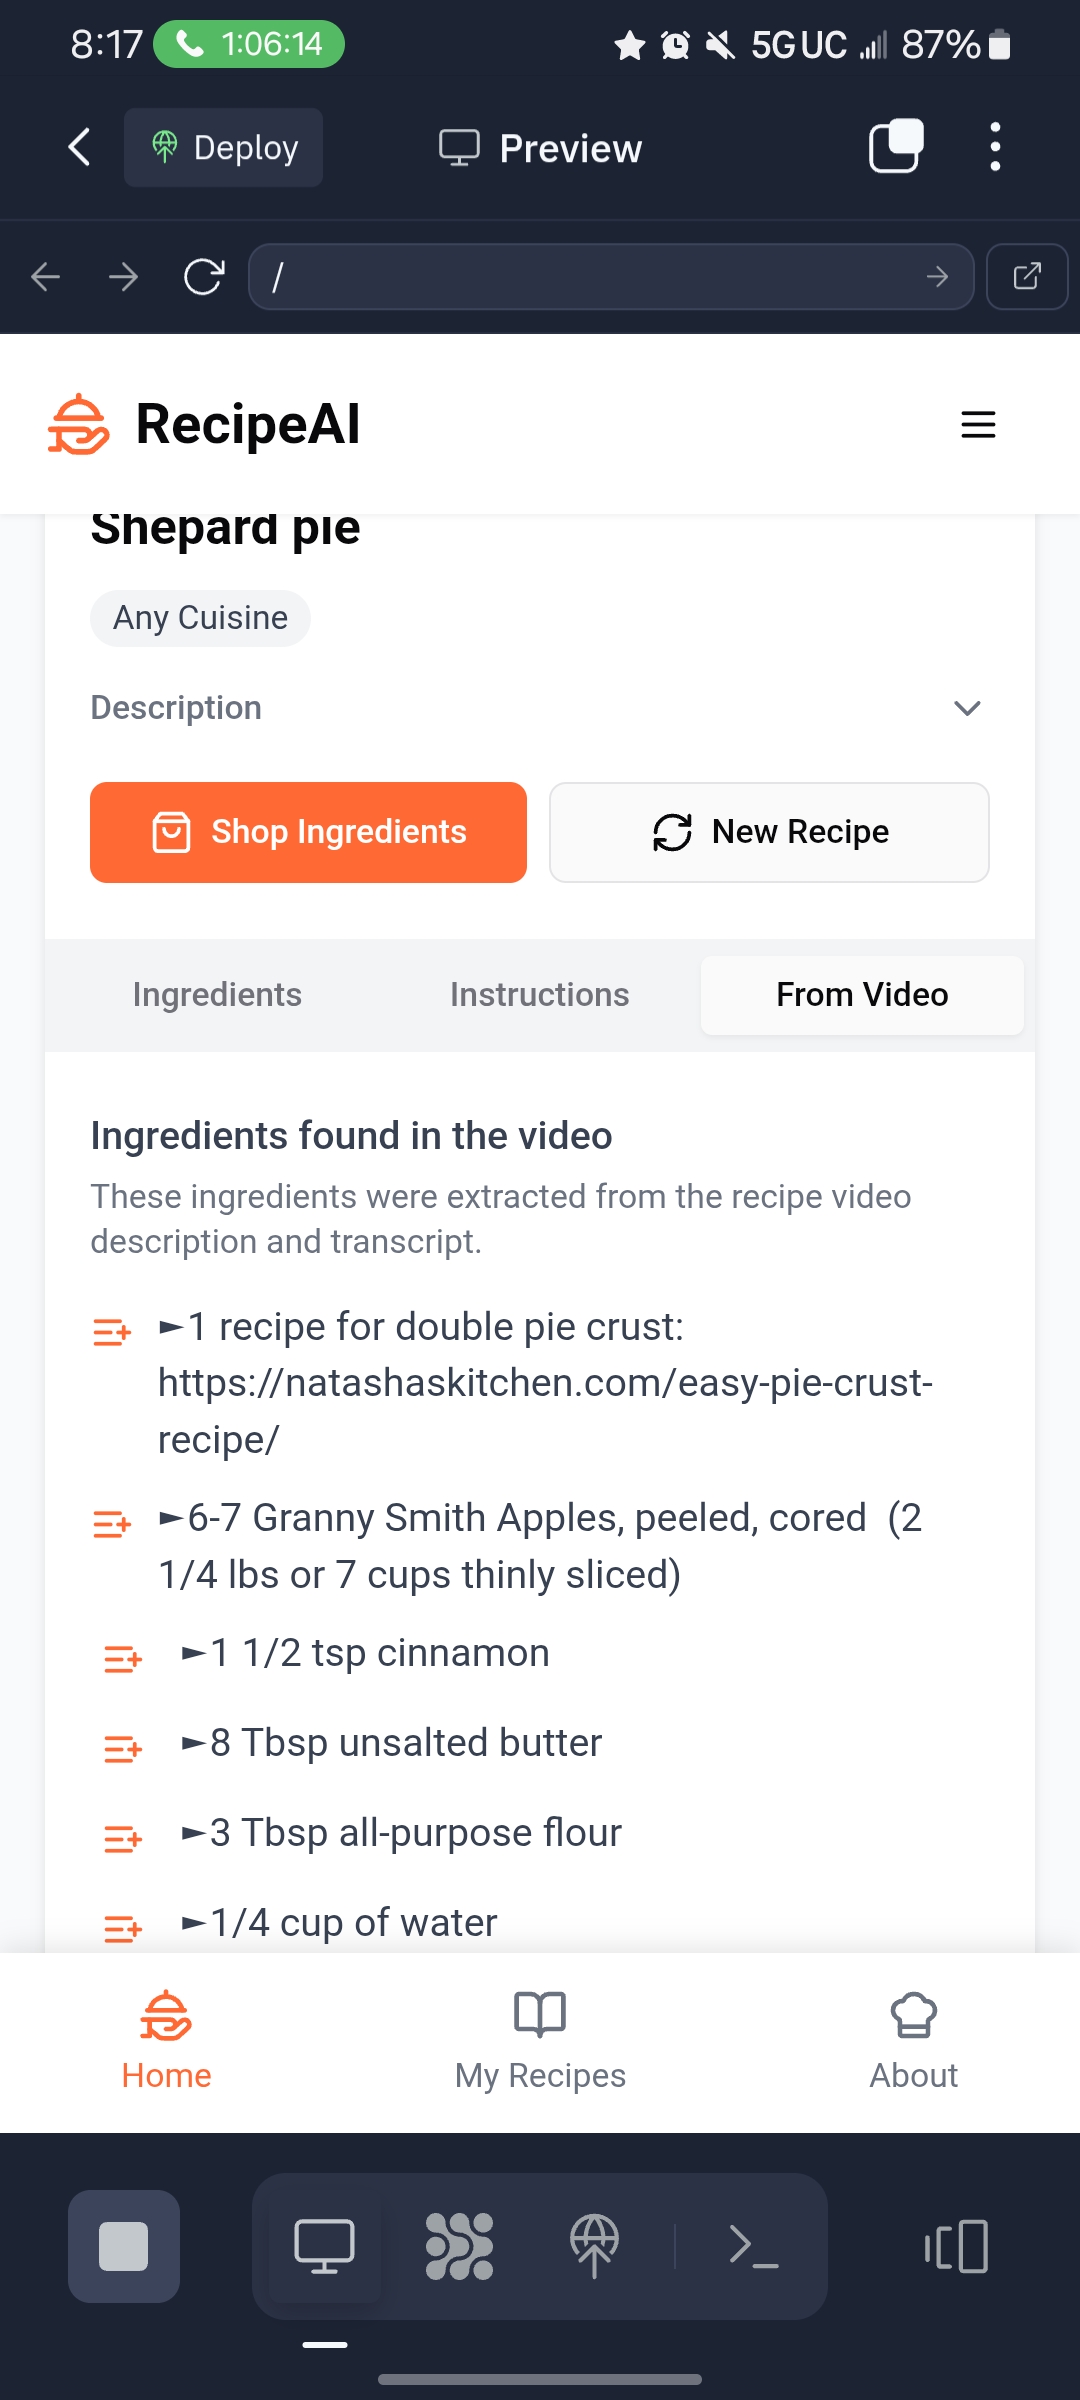 8:17 1:06:14 5G UC 87%
Deploy Preview
/
RecipeAI
Shepard pie
Any Cuisine
Description
Shop Ingredients New Recipe
Ingredients Instructions From Video
Ingredients found in the video
These ingredients were extracted from the recipe video
description and transcript.
►1 recipe for double pie crust:
https://natashaskitchen.com/easy-pie-crust-
recipe/
►6-7 Granny Smith Apples, peeled, cored  (2
1/4 lbs or 7 cups thinly sliced)
►1 1/2 tsp cinnamon
►8 Tbsp unsalted butter
►3 Tbsp all-purpose flour
►1/4 cup of water
Home My Recipes About